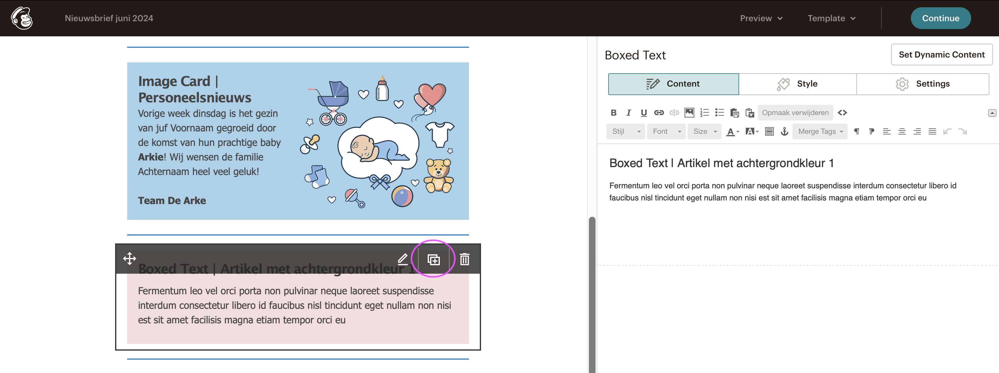 Nieuwsbrief juni 2024
Preview
Template
Continue
Image Card |
Personeelsnieuws
Vorige week dinsdag is het gezin
van juf Voornaam gegroeid door
de komst van hun prachtige baby
Arkie! Wij wensen de familie
Achternaam heel veel geluk!
Team De Arke
Boxed Text | Artikel met achtergrondkleur 1
Fermentum leo vel orci porta non pulvinar neque laoreet suspendisse
interdum consectetur libero id faucibus nisl tincidunt eget nullam non nisi
est sit amet facilisis magna etiam tempor orci eu
Boxed Text
Set Dynamic Content
Content
Style
Settings
B I U
Opmaak verwijderen
Stijl
Font
Size
A
A
Merge Tags
Boxed Text | Artikel met achtergrondkleur 1
Fermentum leo vel orci porta non pulvinar neque laoreet suspendisse interdum consectetur libero id
faucibus nisl tincidunt eget nullam non nisi est sit amet facilisis magna etiam tempor orci eu